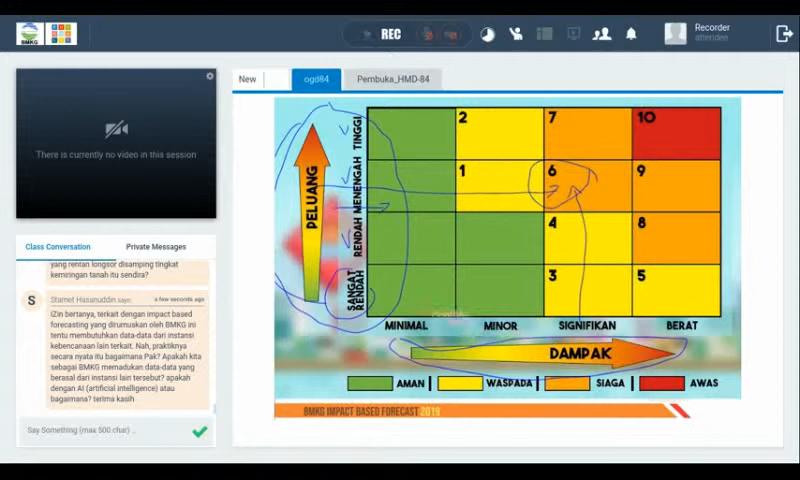 BMKG
REC
Recorder
attendee
There is currently no video in this session
Class Conversation
Private Messages
yang rentan longsor disamping tingkat
kemiringan tanah itu sendira?
S
Stamet Hasanuddin says:
a few seconds ago
iZin bertanya, terkait dengan impact based
forecasting yang dirumuskan oleh BMKG ini
tentu membutuhkan data-data dari instansi
kebencanaan lain terkait. Nah, praktiknya
secara nyata itu bagaimana Pak? Apakah kita
sebagai BMKG memadukan data-data yang
berasal dari instansi lain tersebut? apakah
dengan AI (artificial intelligence) atau
bagaimana? terima kasih
Say Something (max 500 char) ..
New
ogd84
Pembuka_HMD-84
PELUANG
TINGGI
MENENGAH
RENDAH
SANGAT
RENDAH
2
7
10
1
6
9
4
8
3
5
MINIMAL
MINOR
SIGNIFIKAN
BERAT
DAMPAK
AMAN
WASPADA
SIAGA
AWAS
BMKG IMPACT BASED FORECAST 2019